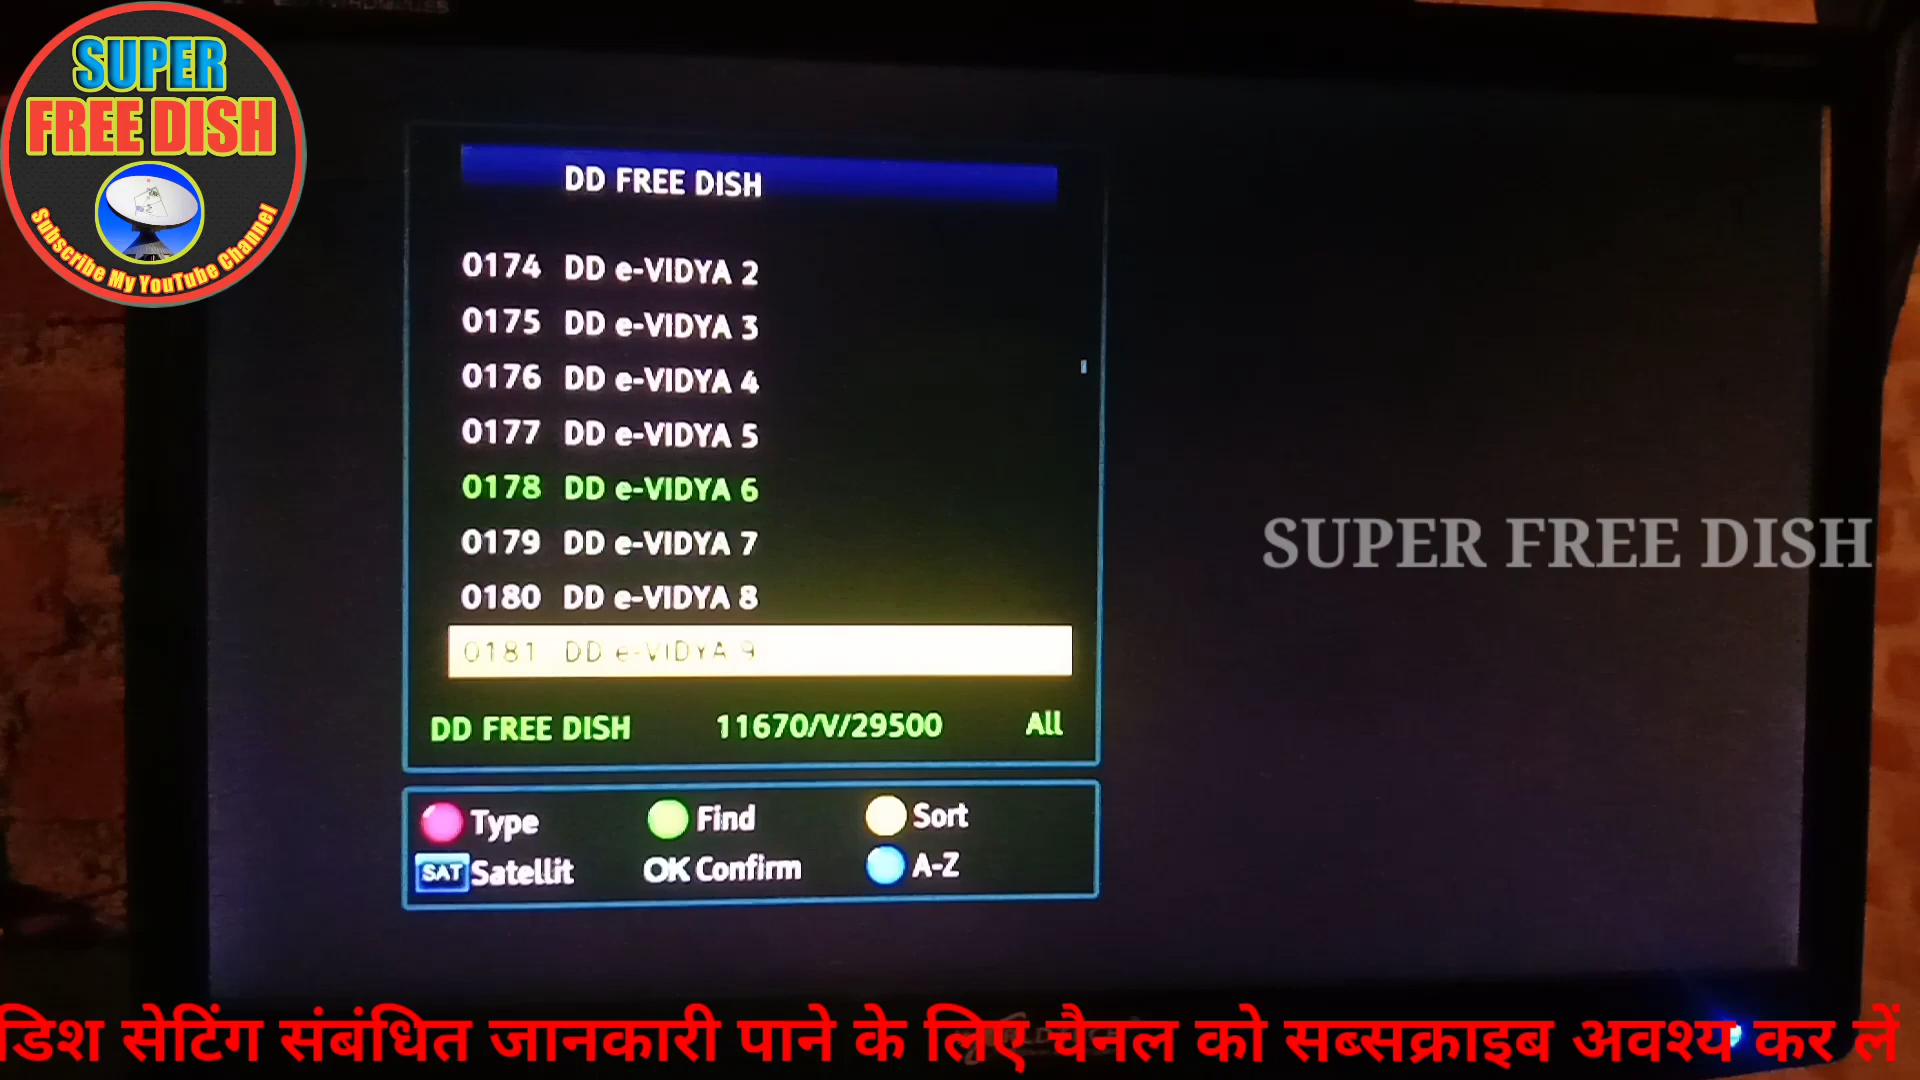 SUPER
FREE DISH
Subscribe My YouTube Channel
DD FREE DISH
0174 DD e-VIDYA 2
0175 DD e-VIDYA 3
0176 DD e-VIDYA 4
0177 DD e-VIDYA 5
0178 DD e-VIDYA 6
0179 DD e-VIDYA 7
0180 DD e-VIDYA 8
0181 DD e-VIDYA 9
DD FREE DISH 11670/V/29500 All
Type Find Sort
SAT Satellit OK Confirm A-Z
SUPER FREE DISH
डिश सेटिंग संबंधित जानकारी पाने के लिए चैनल को सब्सक्राइब अवश्य कर लें